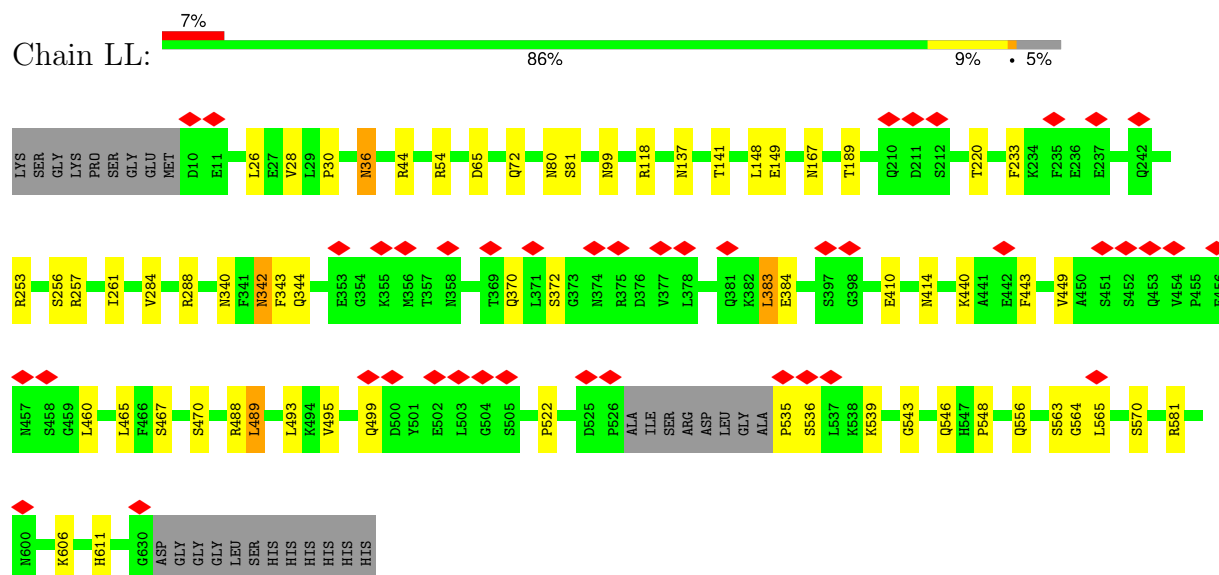 7%
Chain LL:
86% 9% • 5%
LYS SER GLY LYS PRO SER GLY GLU MET D10 E11 L26 E27 V28 L29 P30 N36 R44 R54 D65 Q72 N80 S81 N99 R118 N137 T141 L148 E149 N167 T189 Q210 D211 S212 T220 F233 K234 F235 E236 E237 Q242
R253 S256 R257 I261 V284 R288 N340 F341 N342 F343 Q344 E353 G354 K355 M356 T357 N358 T369 Q370 L371 S372 G373 N374 R375 D376 V377 L378 Q381 K382 L383 E384 S397 G398 E410 N414 K440 A441 E442 F443 V449 A450 S451 S452 Q453 V454 P455 E456
N457 S458 G459 L460 L465 F466 S467 S470 R488 L489 L493 K494 V495 Q499 D500 Y501 E502 L503 G504 S505 P522 D525 P526 ALA ILE SER ARG ASP LEU GLY ALA P535 S536 L537 K538 K539 G543 Q546 H547 P548 Q556 S563 G564 L565 S570 R581
N600 K606 H611 G630 ASP GLY GLY GLY LEU SER HIS HIS HIS HIS HIS HIS